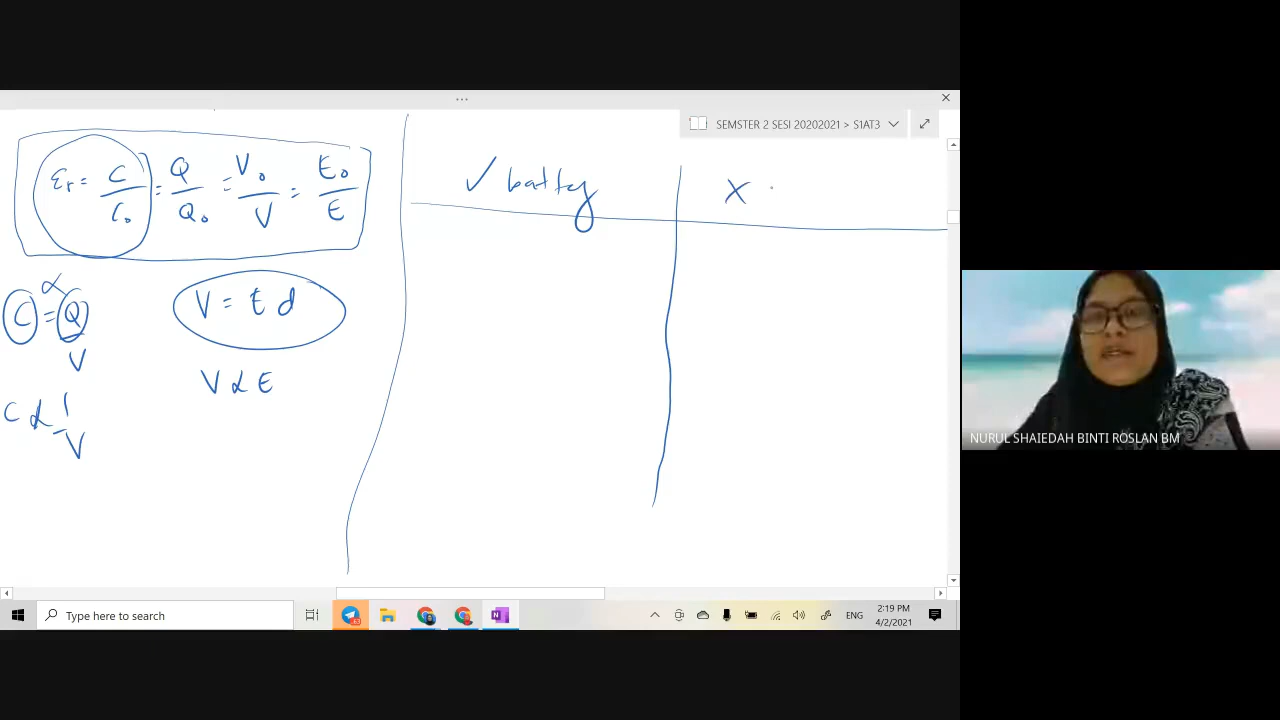 SEMSTER 2 SESI 20202021 > S1AT3
εr = C/C₀ = Q/Q₀ = V₀/V = E₀/E
✓ battery
X
α
C = Q/V
V = Ed
V α E
C α 1/V
NURUL SHAIEDAH BINTI ROSLAN BM
Type here to search
ENG
2:19 PM
4/2/2021